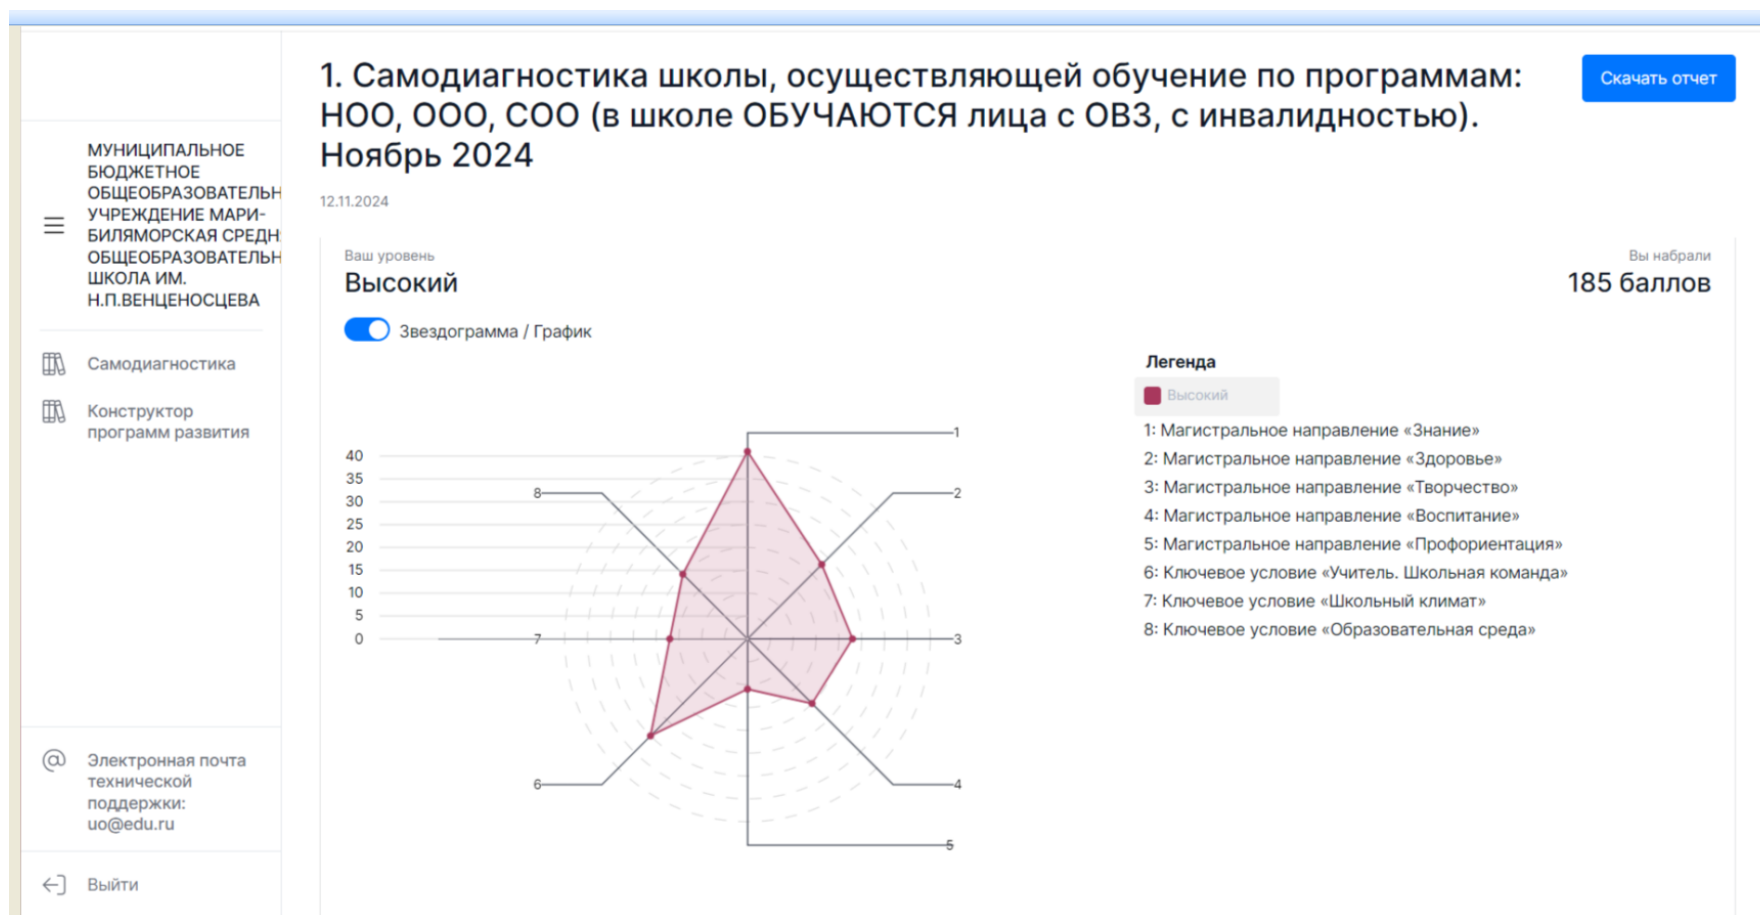 1. Самодиагностика школы, осуществляющей обучение по программам:
НОО, ООО, СОО (в школе ОБУЧАЮТСЯ лица с ОВЗ, с инвалидностью).
Ноябрь 2024
Скачать отчет
12.11.2024
МУНИЦИПАЛЬНОЕ
БЮДЖЕТНОЕ
ОБЩЕОБРАЗОВАТЕЛЬН
УЧРЕЖДЕНИЕ МАРИ-
БИЛЯМОРСКАЯ СРЕДН
ОБЩЕОБРАЗОВАТЕЛЬН
ШКОЛА ИМ.
Н.П.ВЕНЦЕНОСЦЕВА
Самодиагностика
Конструктор
программ развития
Электронная почта
технической
поддержки:
uo@edu.ru
Выйти
Ваш уровень
Высокий
Вы набрали
185 баллов
Звездограмма / График
40
35
30
25
20
15
10
5
0
1
2
3
4
5
6
7
8
Легенда
Высокий
1: Магистральное направление «Знание»
2: Магистральное направление «Здоровье»
3: Магистральное направление «Творчество»
4: Магистральное направление «Воспитание»
5: Магистральное направление «Профориентация»
6: Ключевое условие «Учитель. Школьная команда»
7: Ключевое условие «Школьный климат»
8: Ключевое условие «Образовательная среда»